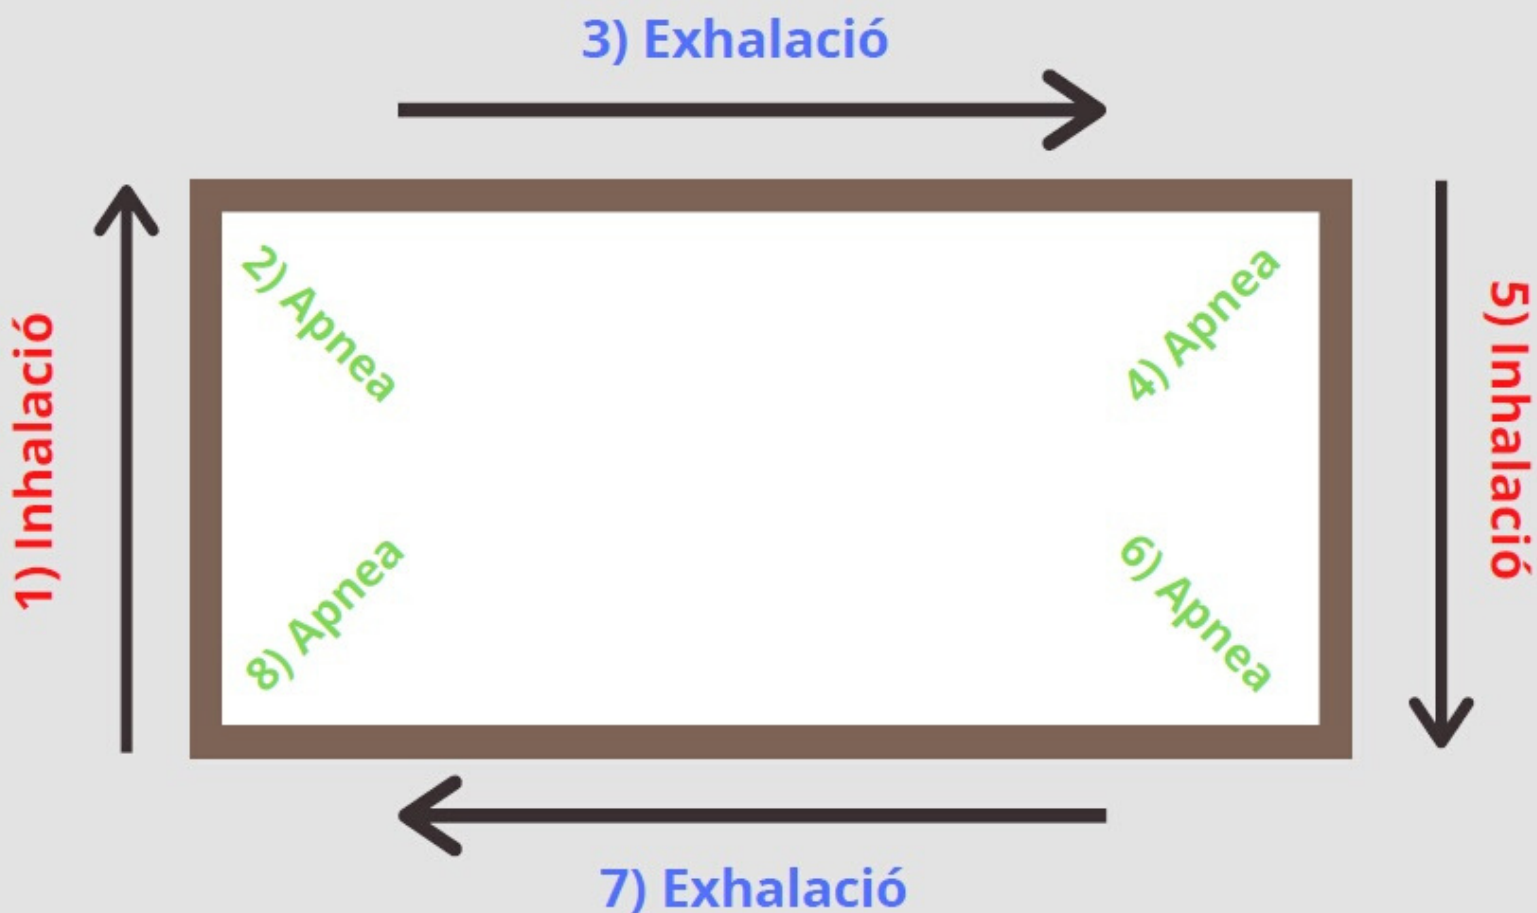 3) Exhalació
2) Apnea
4) Apnea
1) Inhalació
5) Inhalació
8) Apnea
6) Apnea
7) Exhalació